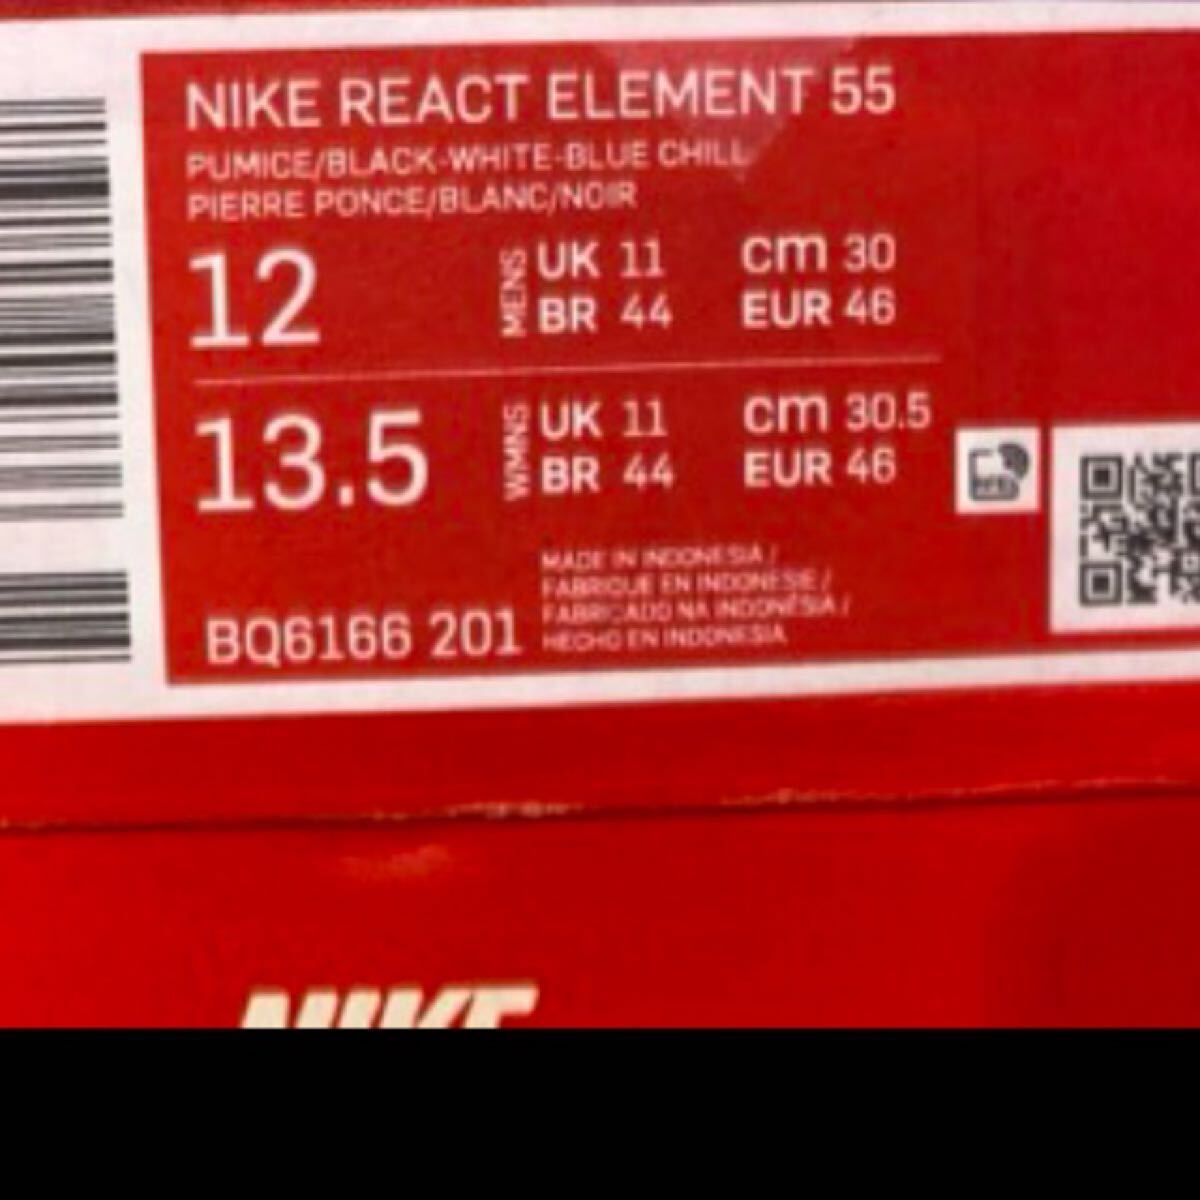 NIKE REACT ELEMENT 55
PUMICE/BLACK-WHITE-BLUE CHILL
PIERRE PONCE/BLANC/NOIR
12 MENS UK 11 cm 30
BR 44 EUR 46
13.5 WMNS UK 11 cm 30.5
BR 44 EUR 46
MADE IN INDONESIA /
FABRIQUE EN INDONESIE /
FABRICADO NA INDONÉSIA /
HECHO EN INDONESIA
BQ6166 201
NIKE